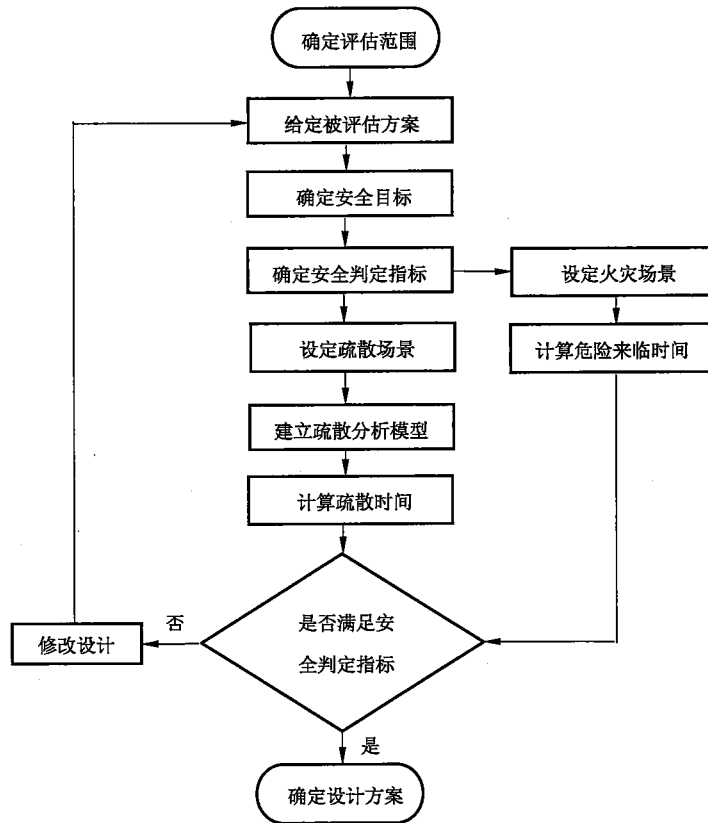 确定评估范围
给定被评估方案
确定安全目标
确定安全判定指标
设定火灾场景
设定疏散场景
计算危险来临时间
建立疏散分析模型
计算疏散时间
是否满足安
全判定指标
否
修改设计
是
确定设计方案